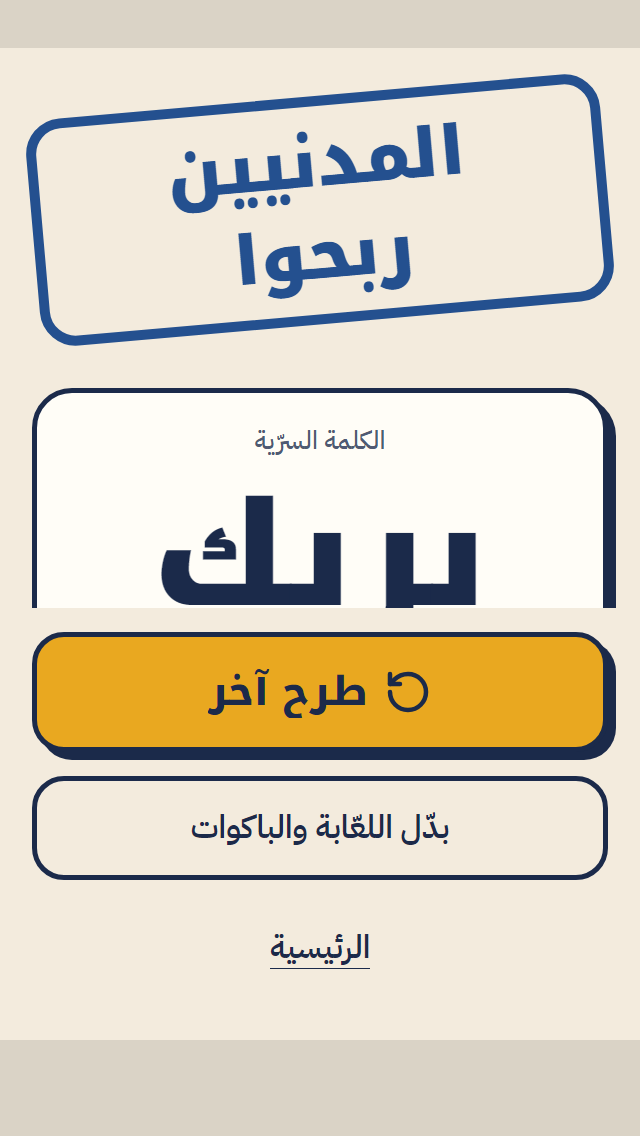 المدنيين
ربحوا
الكلمة السرّية
طرح آخر
بدّل اللعّابة والباكوات
الرئيسية